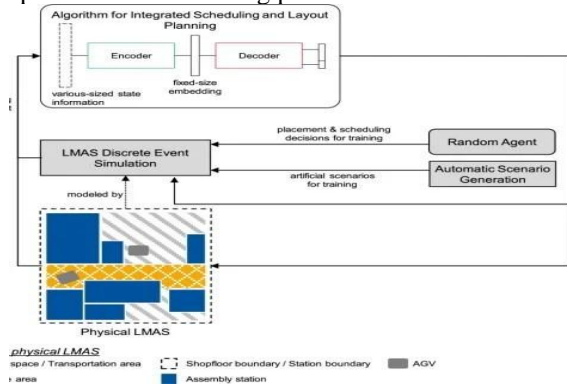 Algorithm for Integrated Scheduling and Layout
Planning
Encoder
Decoder
various-sized state
information
fixed-size
embedding
placement & scheduling
decisions for training
Random Agent
LMAS Discrete Event
Simulation
artificial scenarios
for training
Automatic Scenario
Generation
modeled by
Physical LMAS
physical LMAS
space / Transportation area
Shopfloor boundary / Station boundary
AGV
area
Assembly station